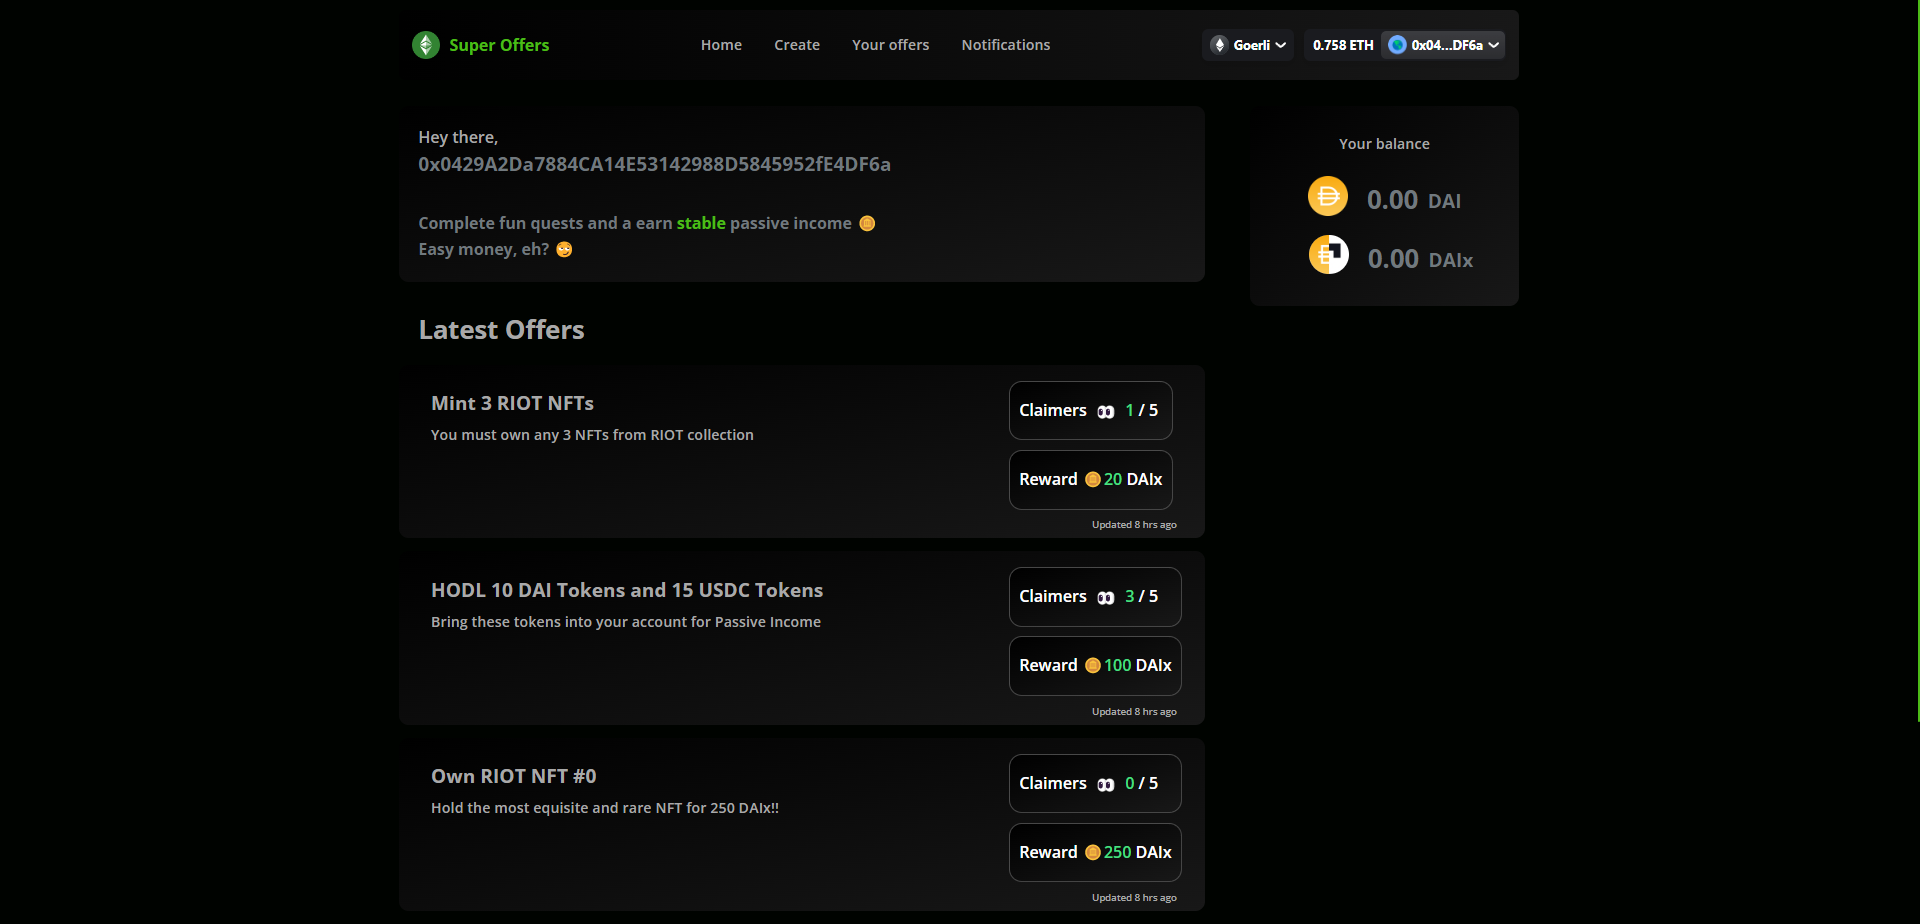 Super Offers
Home
Create
Your offers
Notifications
Goerli
0.758 ETH
0x04...DF6a
Hey there,
0x0429A2Da7884CA14E53142988D5845952fE4DF6a
Complete fun quests and a earn stable passive income
Easy money, eh?
Your balance
0.00 DAI
0.00 DAIx
Latest Offers
Mint 3 RIOT NFTs
You must own any 3 NFTs from RIOT collection
Claimers 1 / 5
Reward 20 DAIx
Updated 8 hrs ago
HODL 10 DAI Tokens and 15 USDC Tokens
Bring these tokens into your account for Passive Income
Claimers 3 / 5
Reward 100 DAIx
Updated 8 hrs ago
Own RIOT NFT #0
Hold the most equisite and rare NFT for 250 DAIx!!
Claimers 0 / 5
Reward 250 DAIx
Updated 8 hrs ago